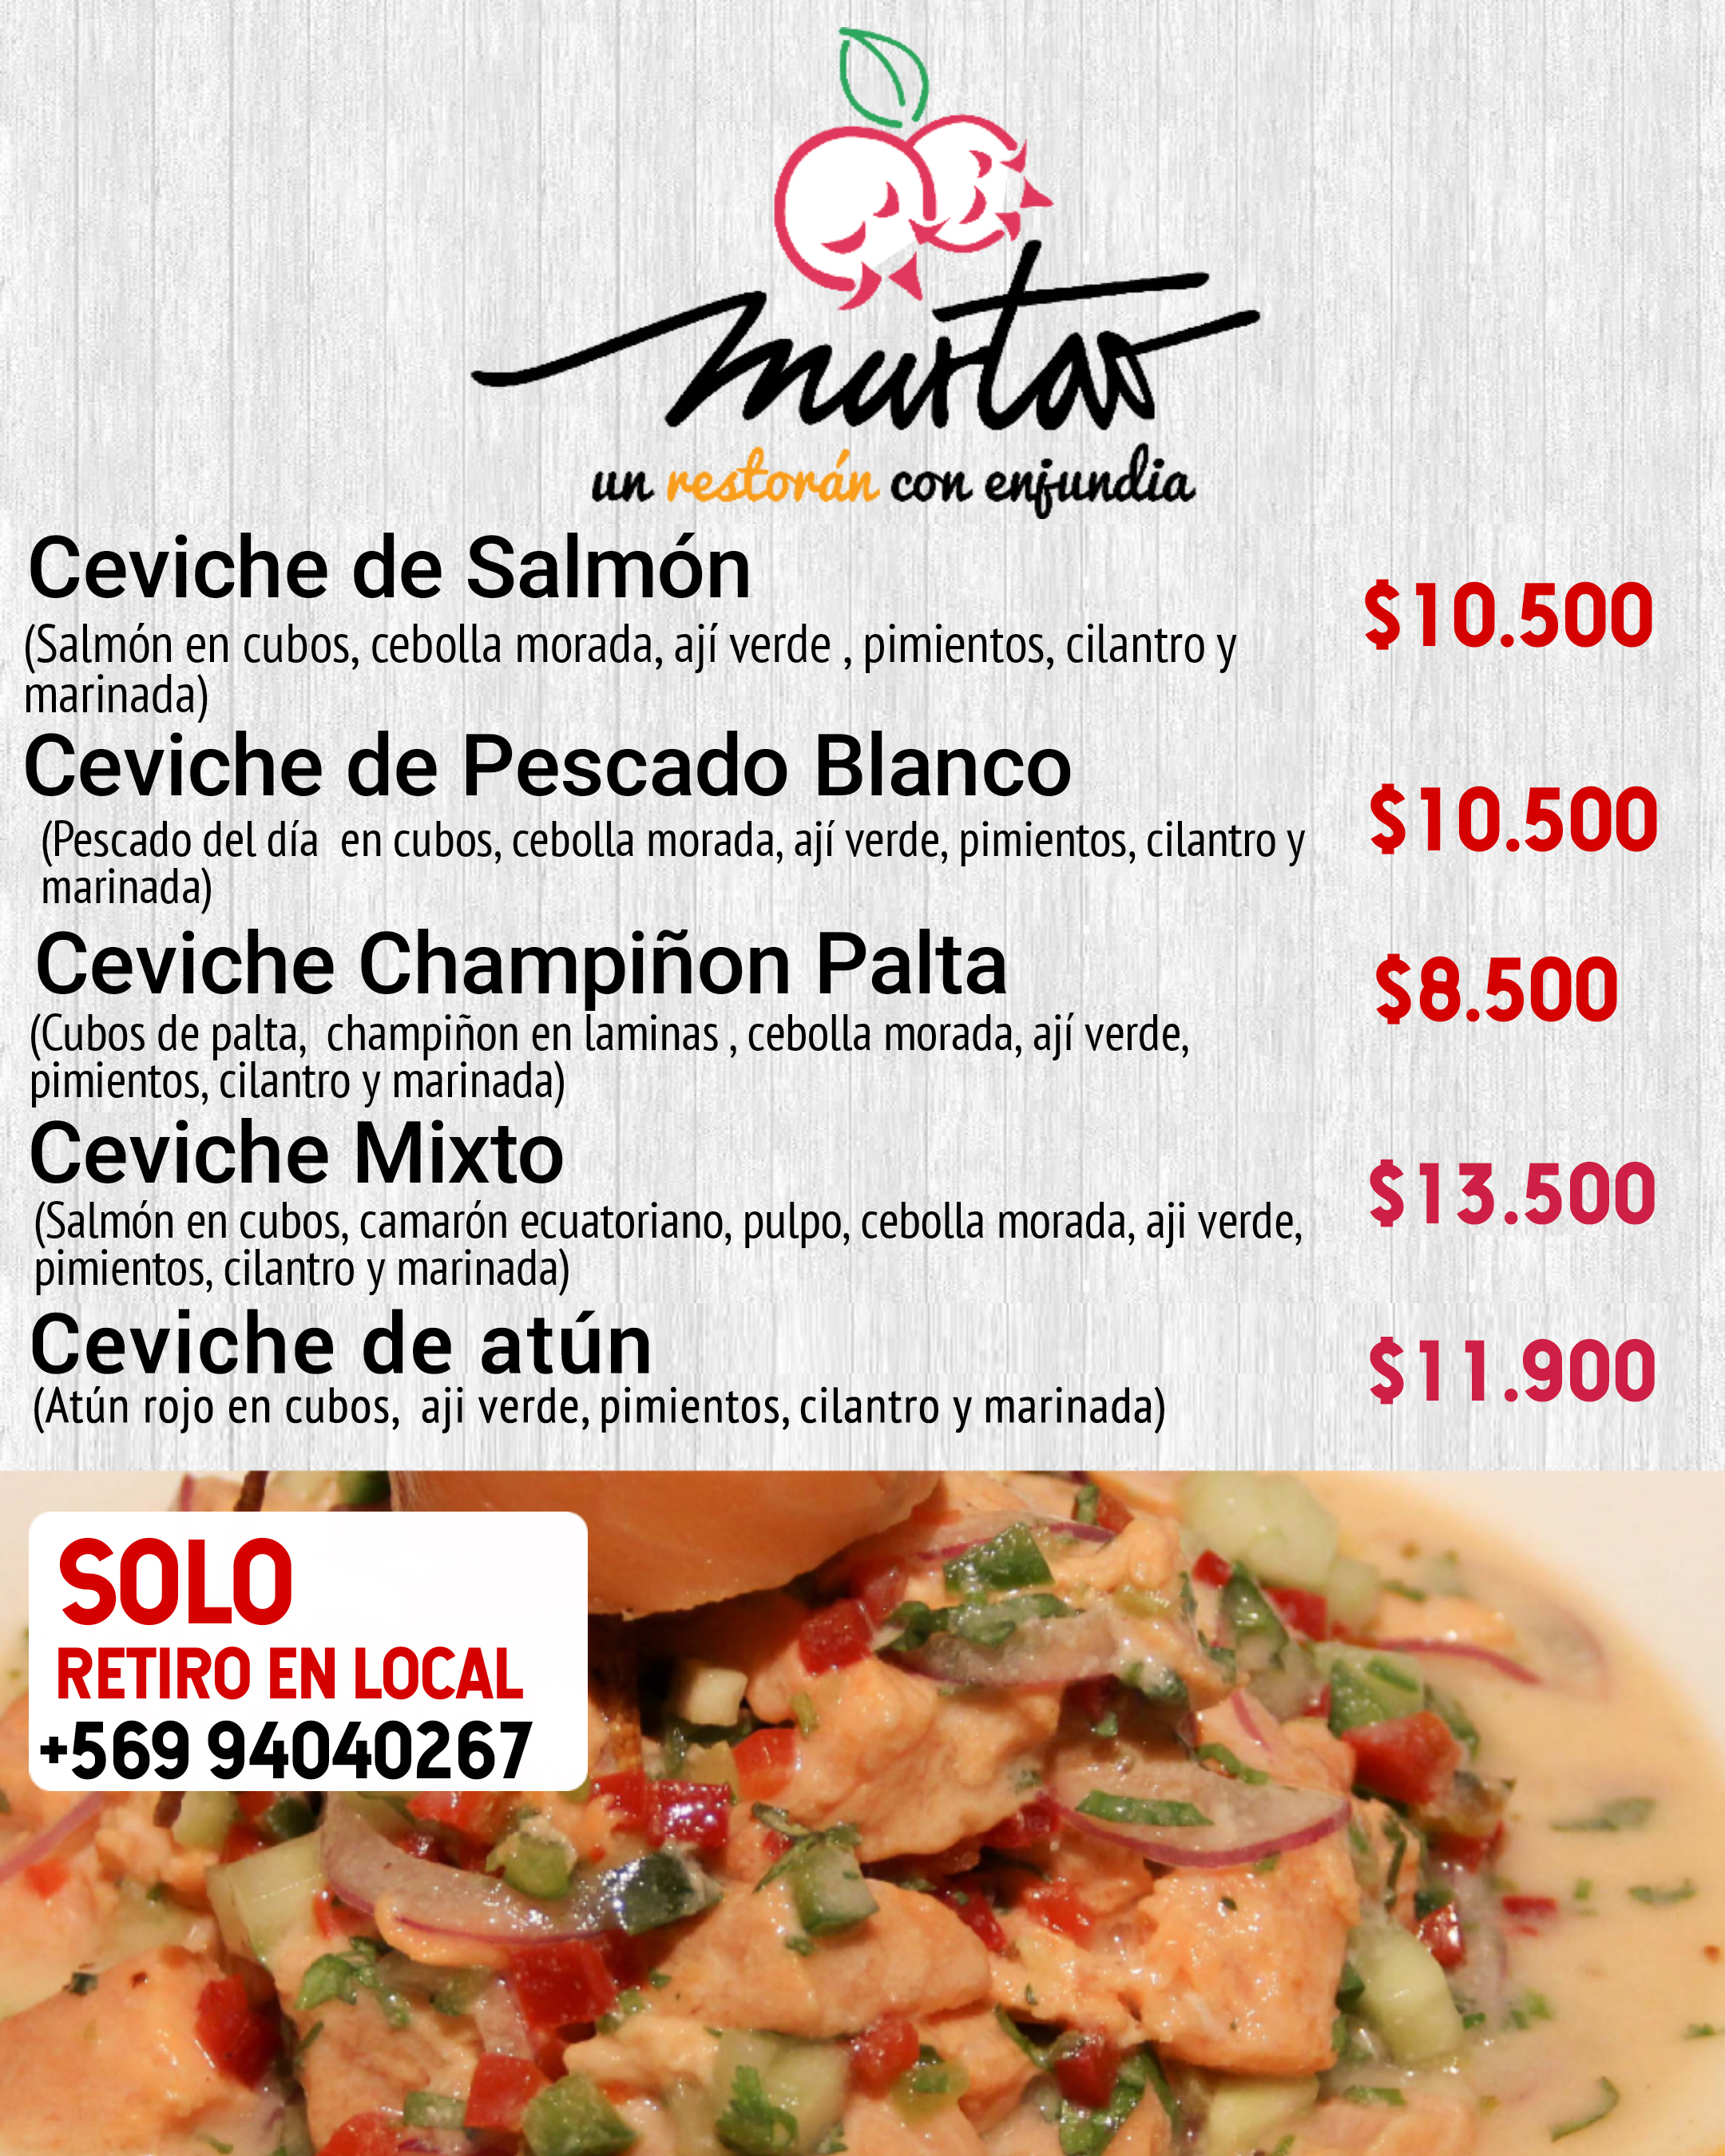 murtas
un restorán con enjundia
Ceviche de Salmón
$10.500
(Salmón en cubos, cebolla morada, ají verde , pimientos, cilantro y
marinada)
Ceviche de Pescado Blanco
$10.500
(Pescado del día en cubos, cebolla morada, ají verde, pimientos, cilantro y
marinada)
Ceviche Champiñon Palta
$8.500
(Cubos de palta, champiñon en laminas , cebolla morada, ají verde,
pimientos, cilantro y marinada)
Ceviche Mixto
$13.500
(Salmón en cubos, camarón ecuatoriano, pulpo, cebolla morada, aji verde,
pimientos, cilantro y marinada)
Ceviche de atún
$11.900
(Atún rojo en cubos, aji verde, pimientos, cilantro y marinada)
SOLO
RETIRO EN LOCAL
+569 94040267